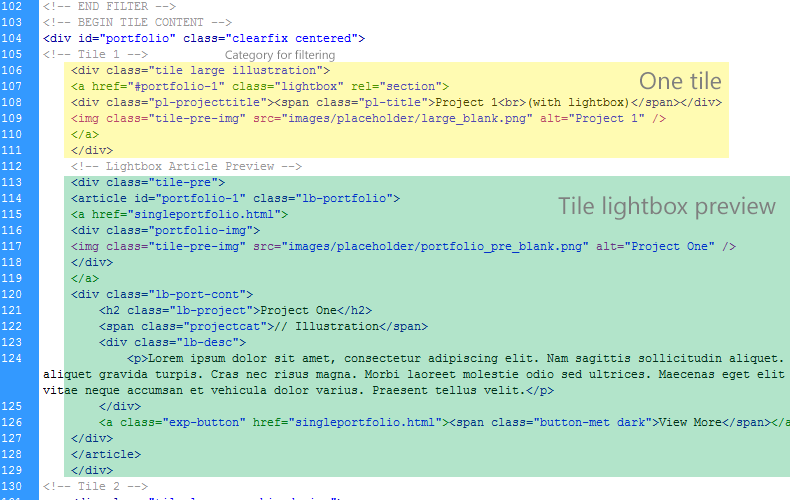 102 <!-- END FILTER -->
103 <!-- BEGIN TILE CONTENT -->
104 <div id="portfolio" class="clearfix centered">
105 <!-- Tile 1 --> Category for filtering
106 <div class="tile large illustration">
One tile
107 <a href="#portfolio-1" class="lightbox" rel="section">
108 <div class="pl-projecttitle"><span class="pl-title">Project 1<br>(with lightbox)</span></div>
109 <img class="tile-pre-img" src="images/placeholder/large_blank.png" alt="Project 1" />
110 </a>
111 </div>
112 <!-- Lightbox Article Preview -->
113 <div class="tile-pre">
114 <article id="portfolio-1" class="lb-portfolio">
Tile lightbox preview
115 <a href="singleportfolio.html">
116 <div class="portfolio-img">
117 <img class="tile-pre-img" src="images/placeholder/portfolio_pre_blank.png" alt="Project One" />
118 </div>
119 </a>
120 <div class="lb-port-cont">
121 <h2 class="lb-project">Project One</h2>
122 <span class="projectcat">// Illustration</span>
123 <div class="lb-desc">
124 <p>Lorem ipsum dolor sit amet, consectetur adipiscing elit. Nam sagittis sollicitudin aliquet.
aliquet gravida turpis. Cras nec risus magna. Morbi laoreet molestie odio sed ultrices. Maecenas eget elit
vitae neque accumsan et vehicula dolor varius. Praesent tellus velit.</p>
125 </div>
126 <a class="exp-button" href="singleportfolio.html"><span class="button-met dark">View More</span></a
127 </div>
128 </article>
129 </div>
130 <!-- Tile 2 -->